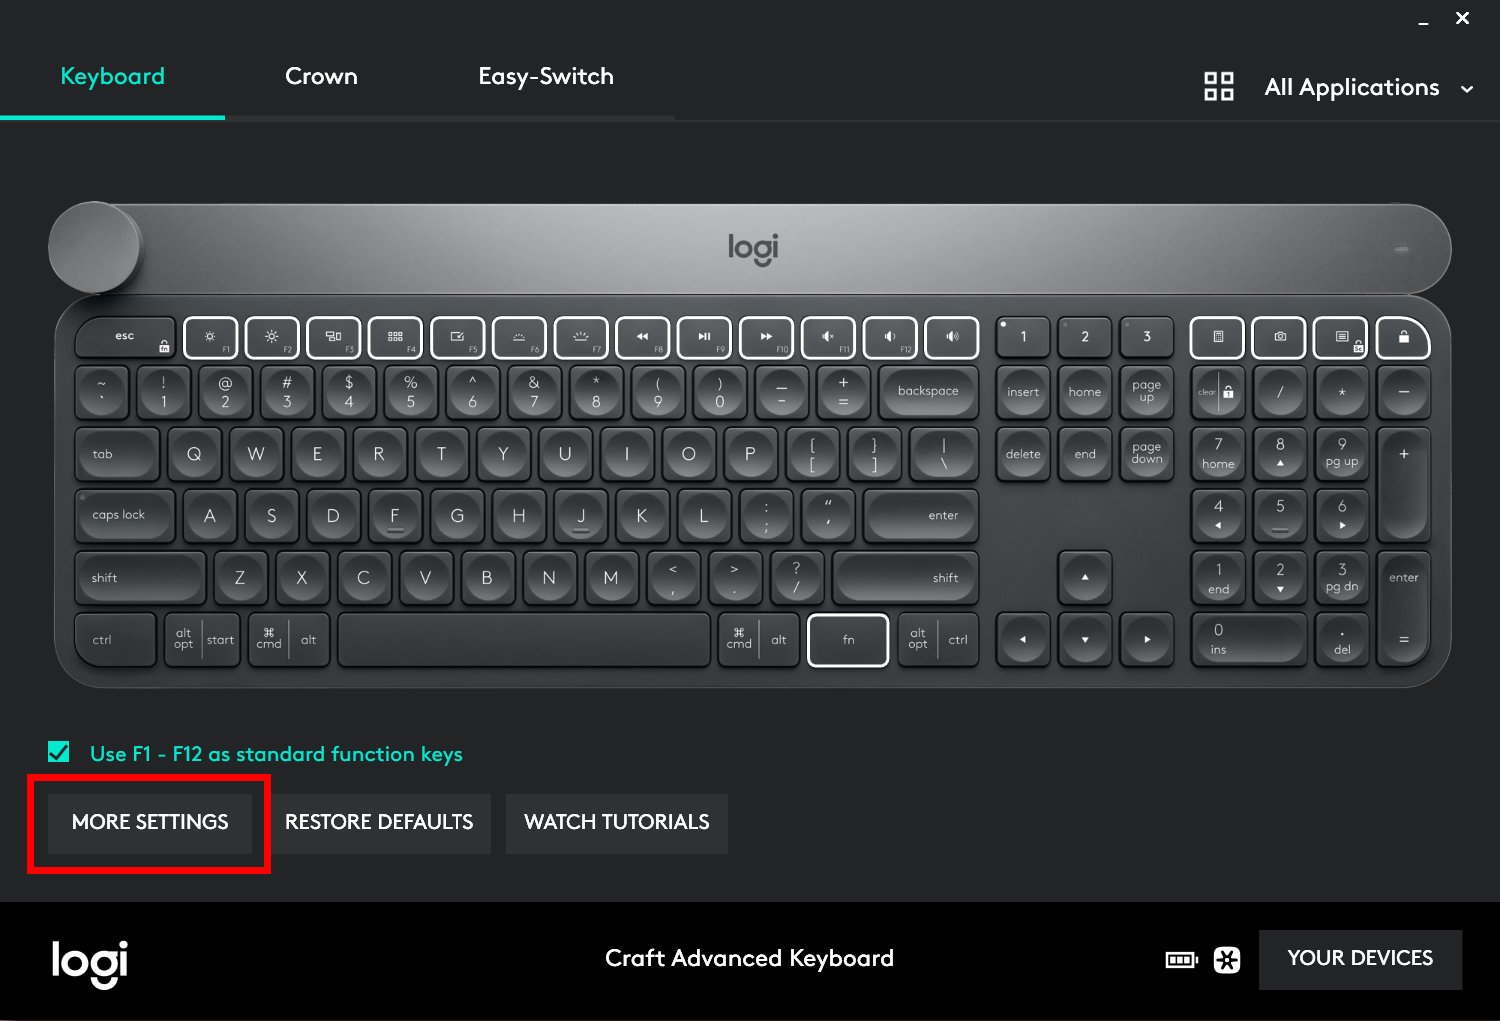 Keyboard Crown Easy-Switch All Applications
logi
esc F1 F2 F3 F4 F5 F6 F7 F8 F9 F10 F11 F12 1 2 3
~ ` ! 1 @ 2 # 3 $ 4 % 5 ^ 6 & 7 * 8 ( 9 ) 0 _ - + = backspace insert home page up clear / * −
tab Q W E R T Y U I O P { [ } ] | \ delete end page down 7 home 8 9 pg up +
caps lock A S D F G H J K L : ; “ ‘ enter 4 5 6
shift Z X C V B N M < , > . ? / shift 1 end 2 3 pg dn enter =
ctrl alt opt start ⌘ cmd alt ⌘ cmd alt fn alt opt ctrl 0 ins . del
Use F1 - F12 as standard function keys
MORE SETTINGS RESTORE DEFAULTS WATCH TUTORIALS
logi Craft Advanced Keyboard YOUR DEVICES